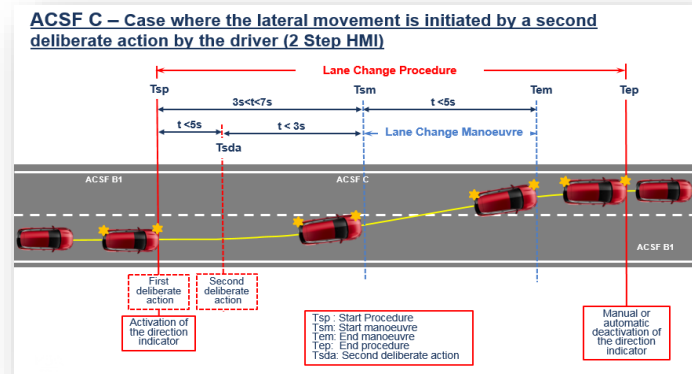 ACSF C – Case where the lateral movement is initiated by a second
deliberate action by the driver (2 Step HMI)
Lane Change Procedure
Tsp
Tsm
Tem
Tep
3s<t<7s
t <5s
t <5s
t < 3s
Lane Change Manoeuvre
Tsda
ACSF B1
ACSF C
ACSF B1
First
deliberate
action
Second
deliberate
action
Activation of
the direction
indicator
Tsp : Start Procedure
Tsm: Start manoeuvre
Tem: End manoeuvre
Tep: End procedure
Tsda: Second deliberate action
Manual or
automatic
deactivation of
the direction
indicator